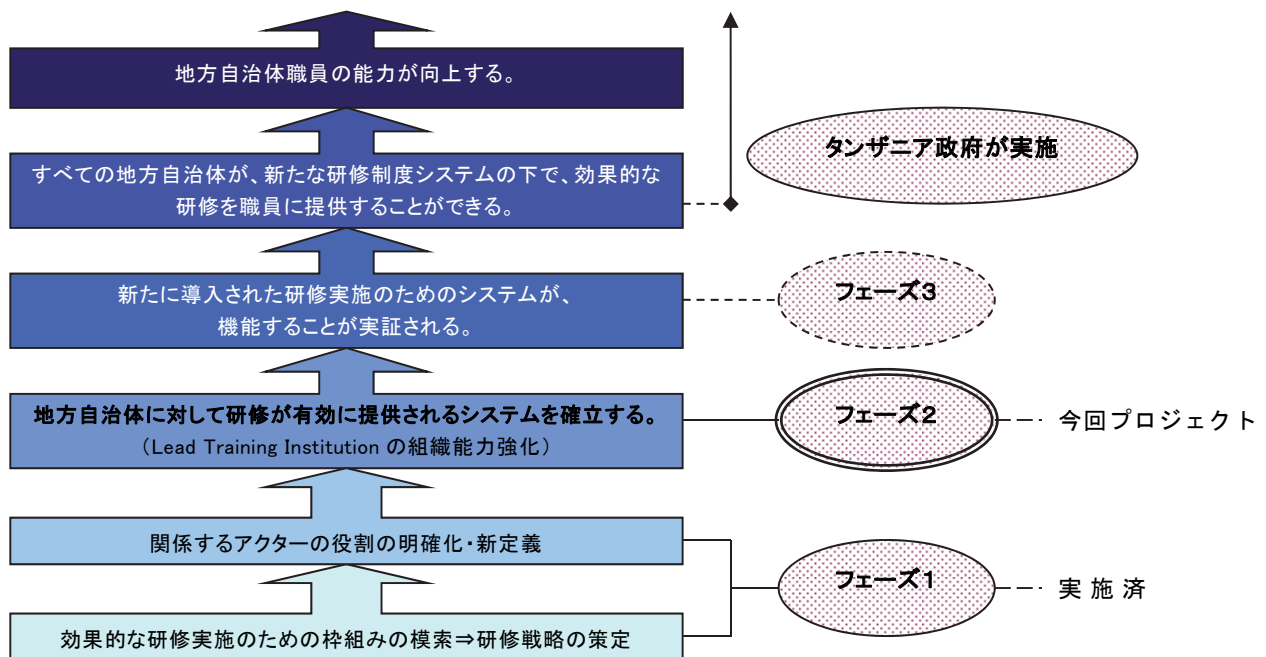 地方自治体職員の能力が向上する。
タンザニア政府が実施
すべての地方自治体が、新たな研修制度システムの下で、効果的な
研修を職員に提供することができる。
新たに導入された研修実施のためのシステムが、
機能することが実証される。
フェーズ3
地方自治体に対して研修が有効に提供されるシステムを確立する。
（Lead Training Institution の組織能力強化）
フェーズ2
今回プロジェクト
関係するアクターの役割の明確化・新定義
フェーズ1
実施済
効果的な研修実施のための枠組みの模索⇒研修戦略の策定